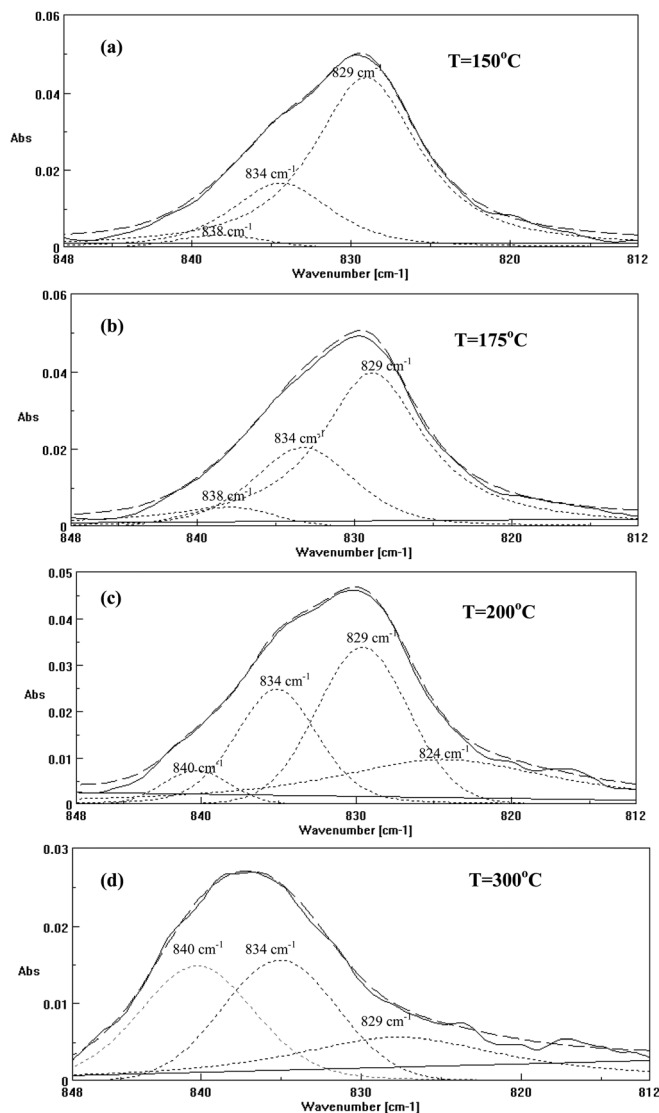 0.06
(a)
T=150°C
829 cm⁻¹
0.04
Abs
834 cm⁻¹
0.02
838 cm⁻¹
0
848 840 830 820 812
Wavenumber [cm-1]
0.06
(b)
T=175°C
829 cm⁻¹
0.04
Abs
834 cm⁻¹
0.02
838 cm⁻¹
0
848 840 830 820 812
Wavenumber [cm-1]
0.05
(c)
T=200°C
0.04
829 cm⁻¹
0.03
834 cm⁻¹
Abs
0.02
824 cm⁻¹
0.01
840 cm⁻¹
0
848 840 830 820 812
Wavenumber [cm-1]
0.03
(d)
T=300°C
0.02
840 cm⁻¹ 834 cm⁻¹
Abs
0.01
829 cm⁻¹
0
848 840 830 820 812
Wavenumber [cm-1]